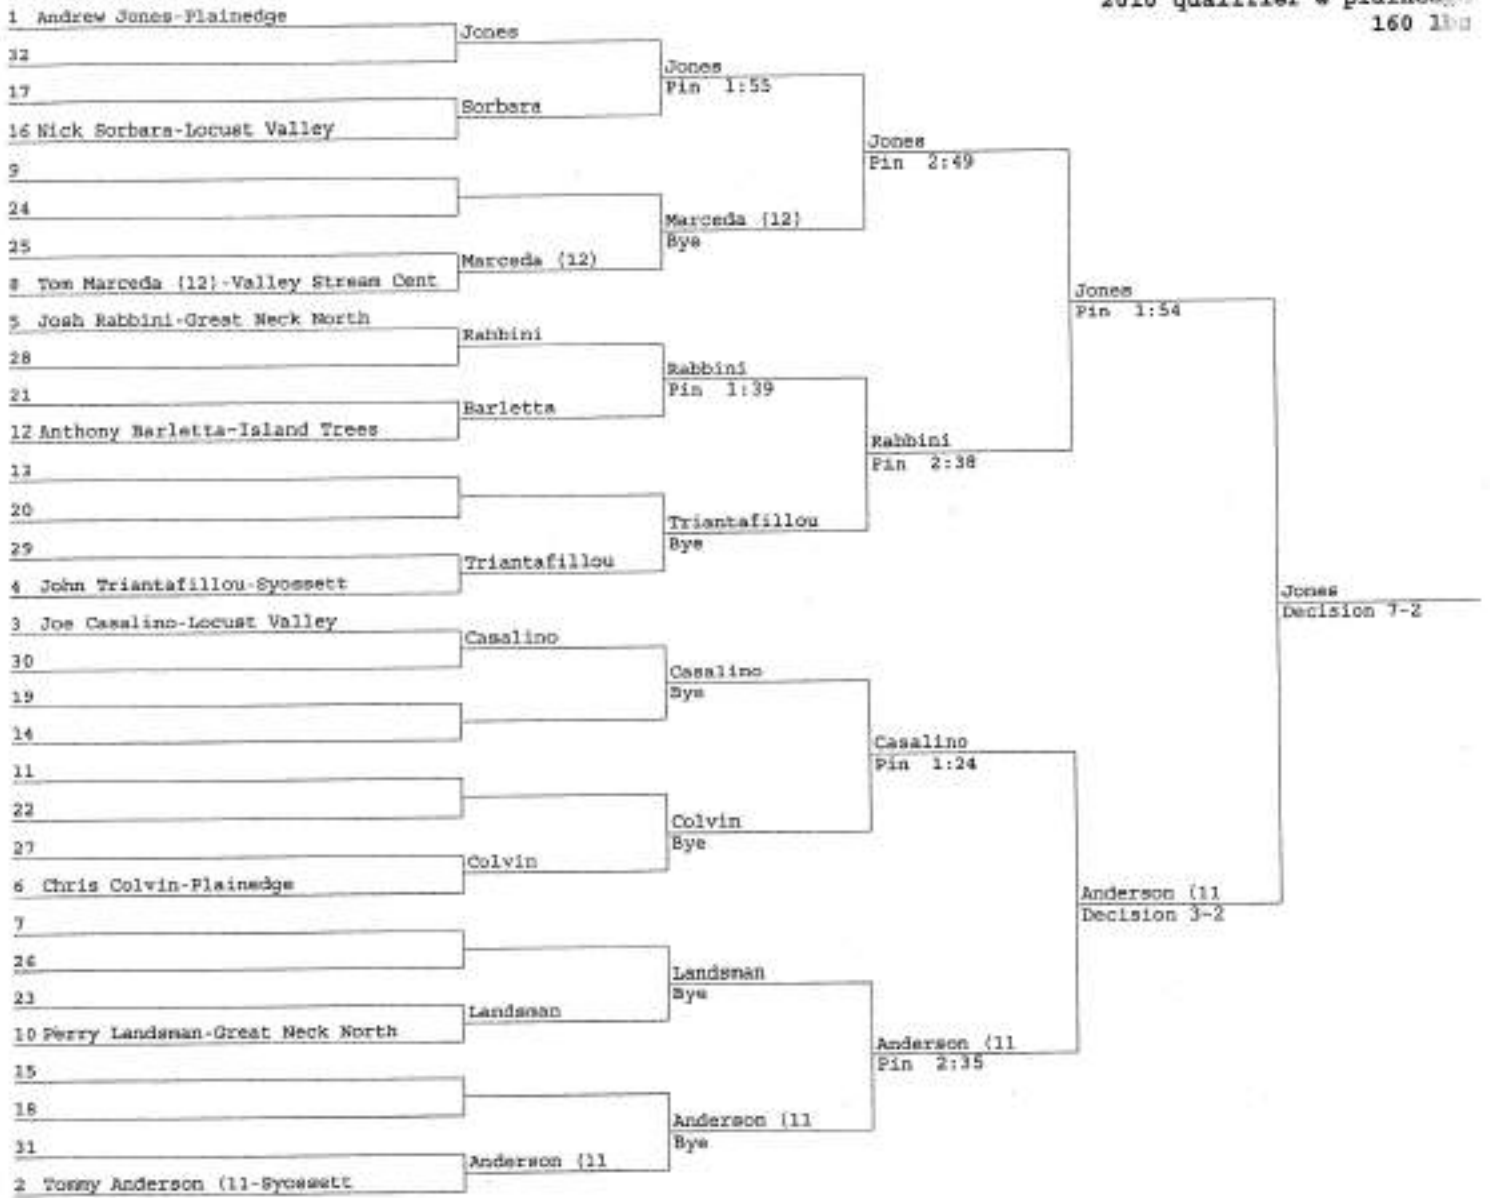 2010 qualifier @
160 lbs
1 Andrew Jones-Plainedge
Jones
32
Jones
Pin 1:55
17
Sorbara
16 Nick Sorbara-Locust Valley
Jones
Pin 2:49
9
24
Marceda (12)
Bye
25
Marceda (12)
8 Tom Marceda (12)-Valley Stream Cent
Jones
Pin 1:54
5 Josh Rabbini-Great Neck North
Rabbini
28
Rabbini
Pin 1:39
21
Barletta
12 Anthony Barletta-Island Trees
Rabbini
Pin 2:38
13
20
Triantafillou
Bye
29
Triantafillou
4 John Triantafillou-Syossett
Jones
Decision 7-2
3 Joe Casalino-Locust Valley
Casalino
30
Casalino
Bye
19
14
Casalino
Pin 1:24
11
22
Colvin
Bye
27
Colvin
6 Chris Colvin-Plainedge
Anderson (11
Decision 3-2
7
26
Landsman
Bye
23
Landsman
10 Perry Landsman-Great Neck North
Anderson (11
Pin 2:35
15
18
Anderson (11
Bye
31
Anderson (11
2 Tommy Anderson (11-Syossett